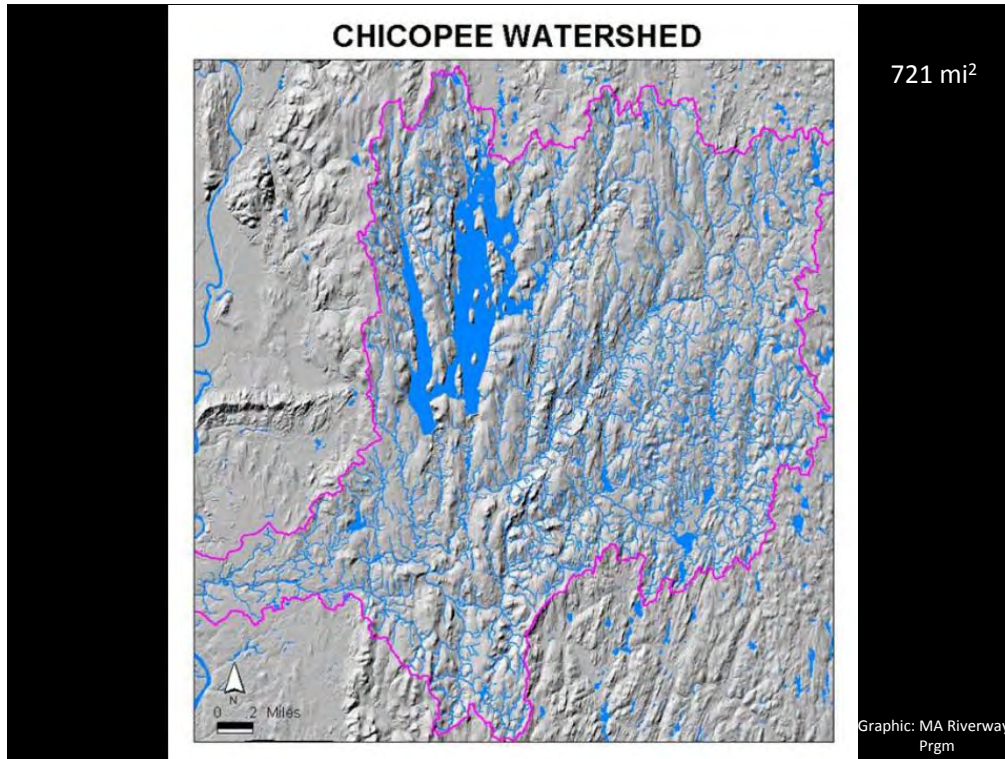 CHICOPEE WATERSHED
721 mi²
N
0 2 Miles
Graphic: MA Riverway
Prgm